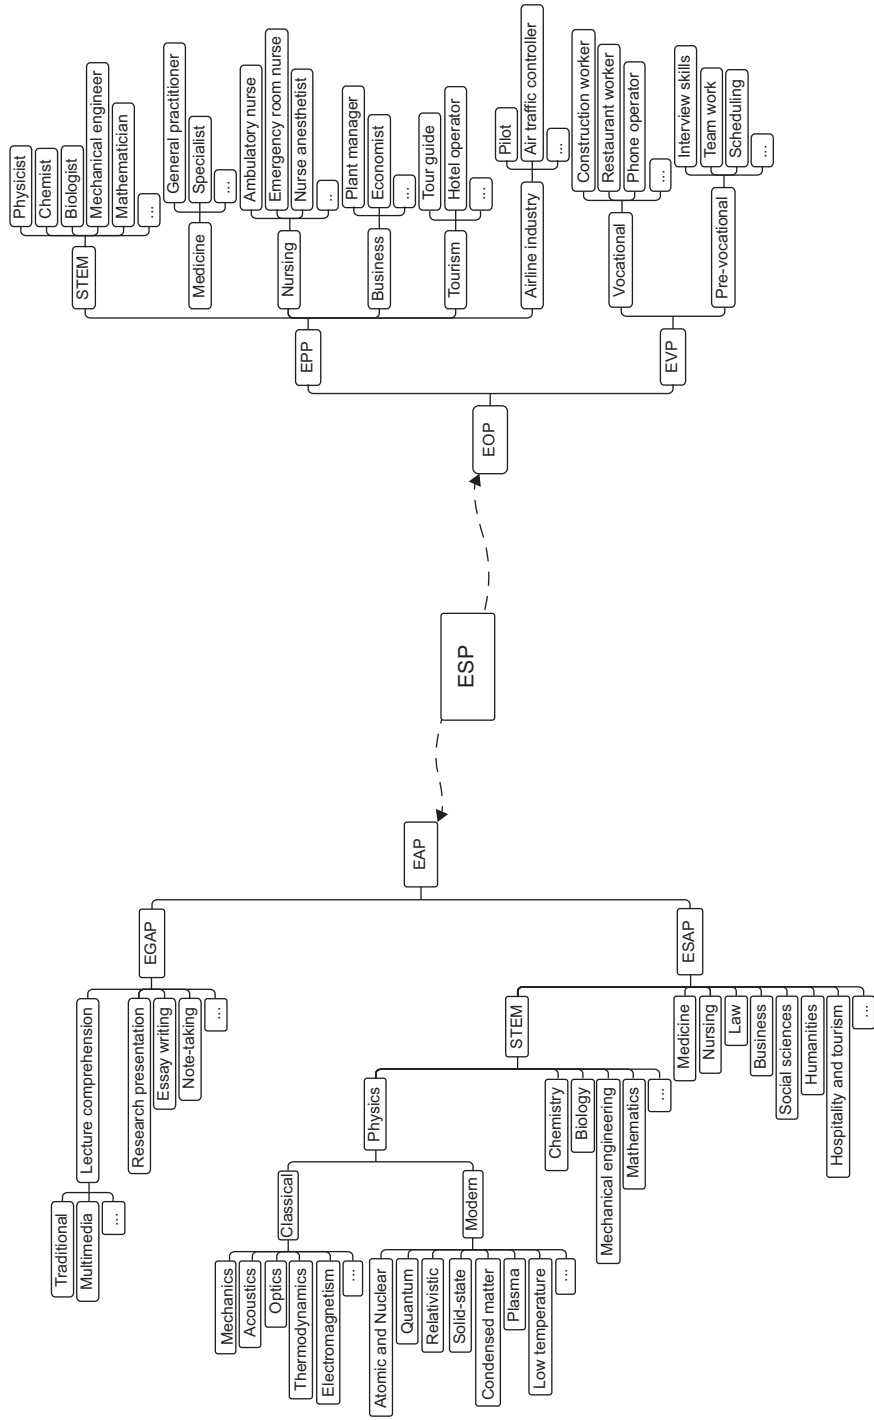 ESP
EAP
EGAP
Lecture comprehension
Traditional
Multimedia
...
Research presentation
Essay writing
Note-taking
...
ESAP
STEM
Physics
Classical
Mechanics
Acoustics
Optics
Thermodynamics
Electromagnetism
...
Modern
Atomic and Nuclear
Quantum
Relativistic
Solid-state
Condensed matter
Plasma
Low temperature
...
Chemistry
Biology
Mechanical engineering
Mathematics
...
Medicine
Nursing
Law
Business
Social sciences
Humanities
Hospitality and tourism
...
EOP
EPP
STEM
Physicist
Chemist
Biologist
Mechanical engineer
Mathematician
...
Medicine
General practitioner
Specialist
...
Nursing
Ambulatory nurse
Emergency room nurse
Nurse anesthetist
..
Business
Plant manager
Economist
...
Tourism
Tour guide
Hotel operator
...
Airline industry
Pilot
Air traffic controller
...
EVP
Vocational
Construction worker
Restaurant worker
Phone operator
...
Pre-vocational
Interview skills
Team work
Scheduling
...